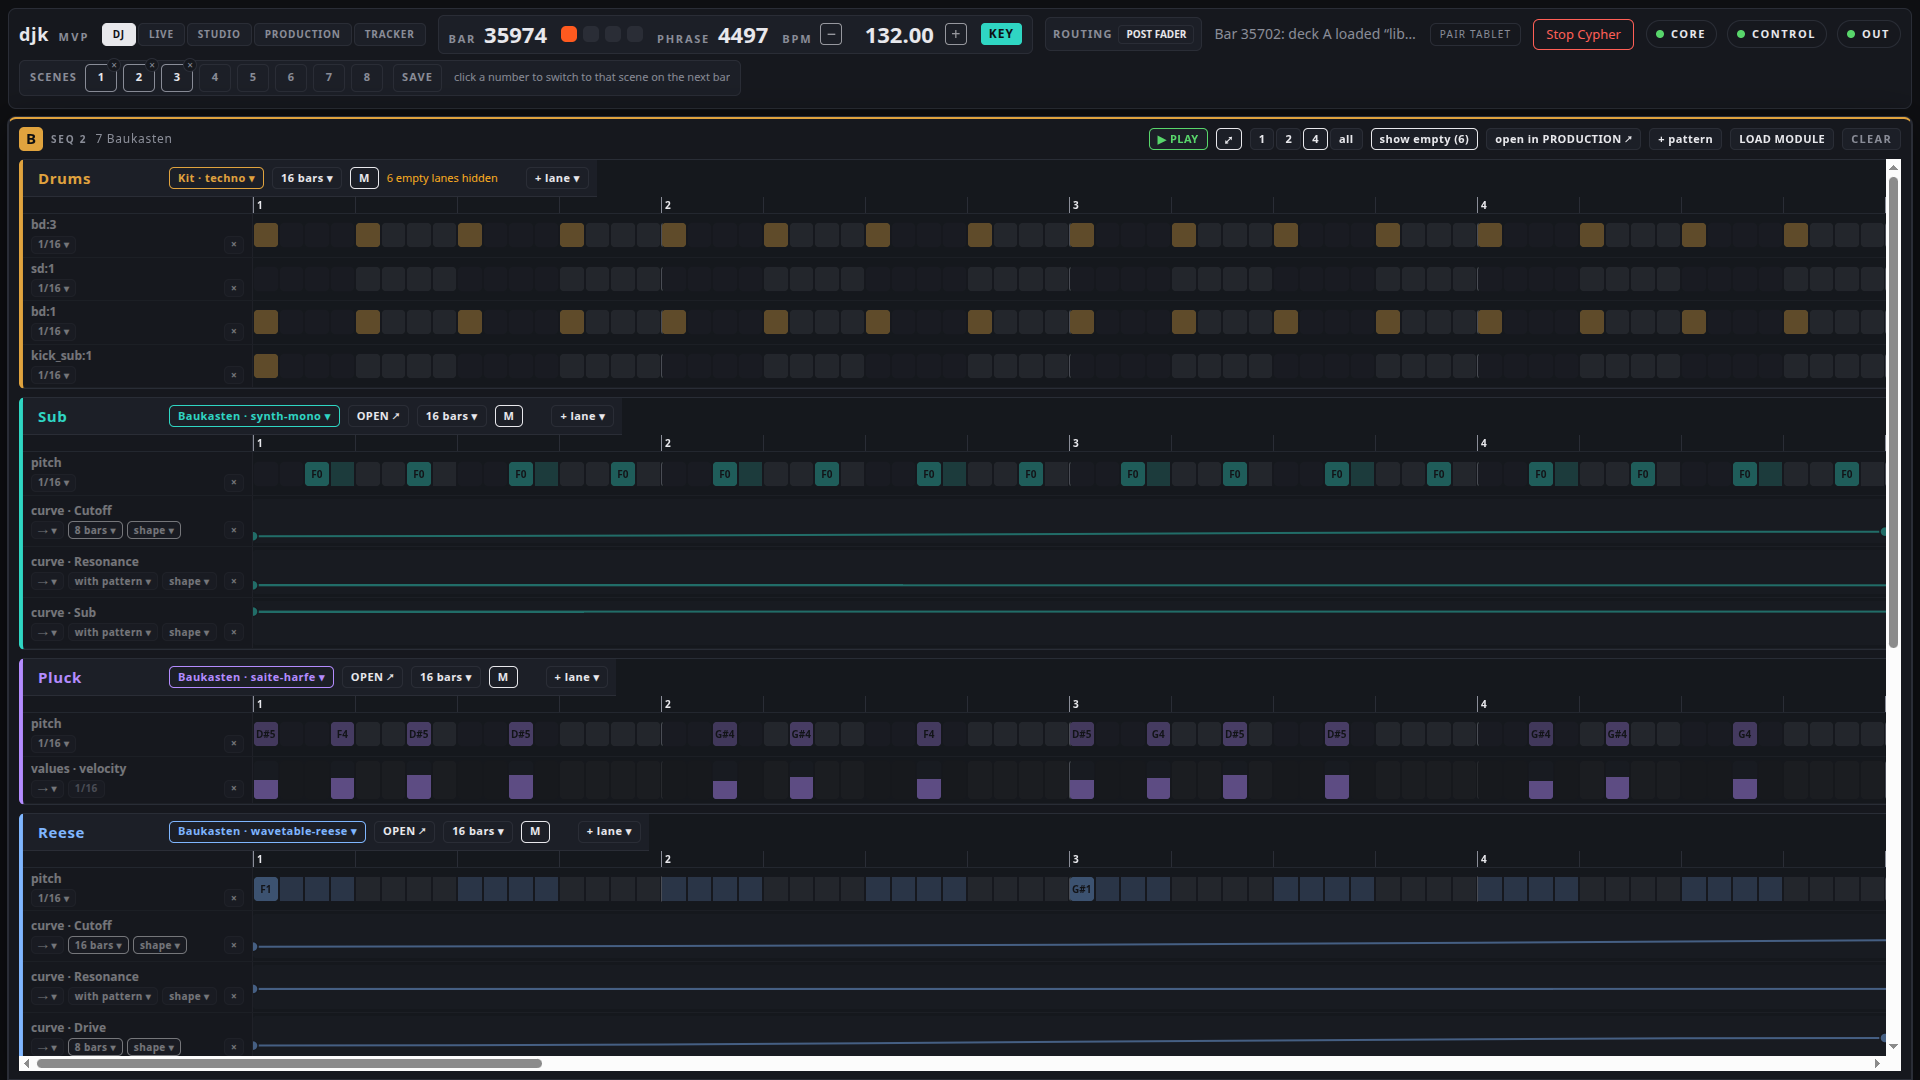 djk MVP DJ LIVE STUDIO PRODUCTION TRACKER BAR 35974 PHRASE 4497 BPM − 132.00 + KEY ROUTING POST FADER Bar 35702: deck A loaded “lib… PAIR TABLET Stop Cypher CORE CONTROL OUT
SCENES 1 × 2 × 3 × 4 5 6 7 8 SAVE click a number to switch to that scene on the next bar
B SEQ 2 7 Baukasten ▶ PLAY ⤢ 1 2 4 all show empty (6) open in PRODUCTION ↗ + pattern LOAD MODULE CLEAR
Drums Kit · techno ▾ 16 bars ▾ M 6 empty lanes hidden + lane ▾
1 2 3 4
bd:3
1/16 ▾ ×
sd:1
1/16 ▾ ×
bd:1
1/16 ▾ ×
kick_sub:1
1/16 ▾ ×
Sub Baukasten · synth-mono ▾ OPEN ↗ 16 bars ▾ M + lane ▾
1 2 3 4
pitch
F0 F0 F0 F0 F0 F0 F0 F0 F0 F0 F0 F0 F0 F0 F0 F0
1/16 ▾ ×
curve · Cutoff
→ ▾ 8 bars ▾ shape ▾ ×
curve · Resonance
→ ▾ with pattern ▾ shape ▾ ×
curve · Sub
→ ▾ with pattern ▾ shape ▾ ×
Pluck Baukasten · saite-harfe ▾ OPEN ↗ 16 bars ▾ M + lane ▾
1 2 3 4
pitch
D#5 F4 D#5 D#5 G#4 G#4 F4 D#5 G4 D#5 D#5 G#4 G#4 G4
1/16 ▾ ×
values · velocity
→ ▾ 1/16 ×
Reese Baukasten · wavetable-reese ▾ OPEN ↗ 16 bars ▾ M + lane ▾
1 2 3 4
pitch
F1 G#1
1/16 ▾ ×
curve · Cutoff
→ ▾ 16 bars ▾ shape ▾ ×
curve · Resonance
→ ▾ with pattern ▾ shape ▾ ×
curve · Drive
→ ▾ 8 bars ▾ shape ▾ ×